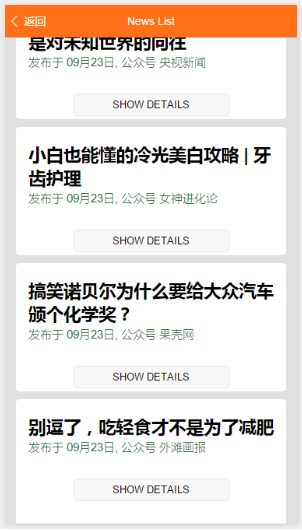 返回 News List
是对未知世界的向往
发布于 09月23日, 公众号 央视新闻
SHOW DETAILS
小白也能懂的冷光美白攻略 | 牙
齿护理
发布于 09月23日, 公众号 女神进化论
SHOW DETAILS
搞笑诺贝尔为什么要给大众汽车
颁个化学奖？
发布于 09月23日, 公众号 果壳网
SHOW DETAILS
别逗了，吃轻食才不是为了减肥
发布于 09月23日, 公众号 外滩画报
SHOW DETAILS